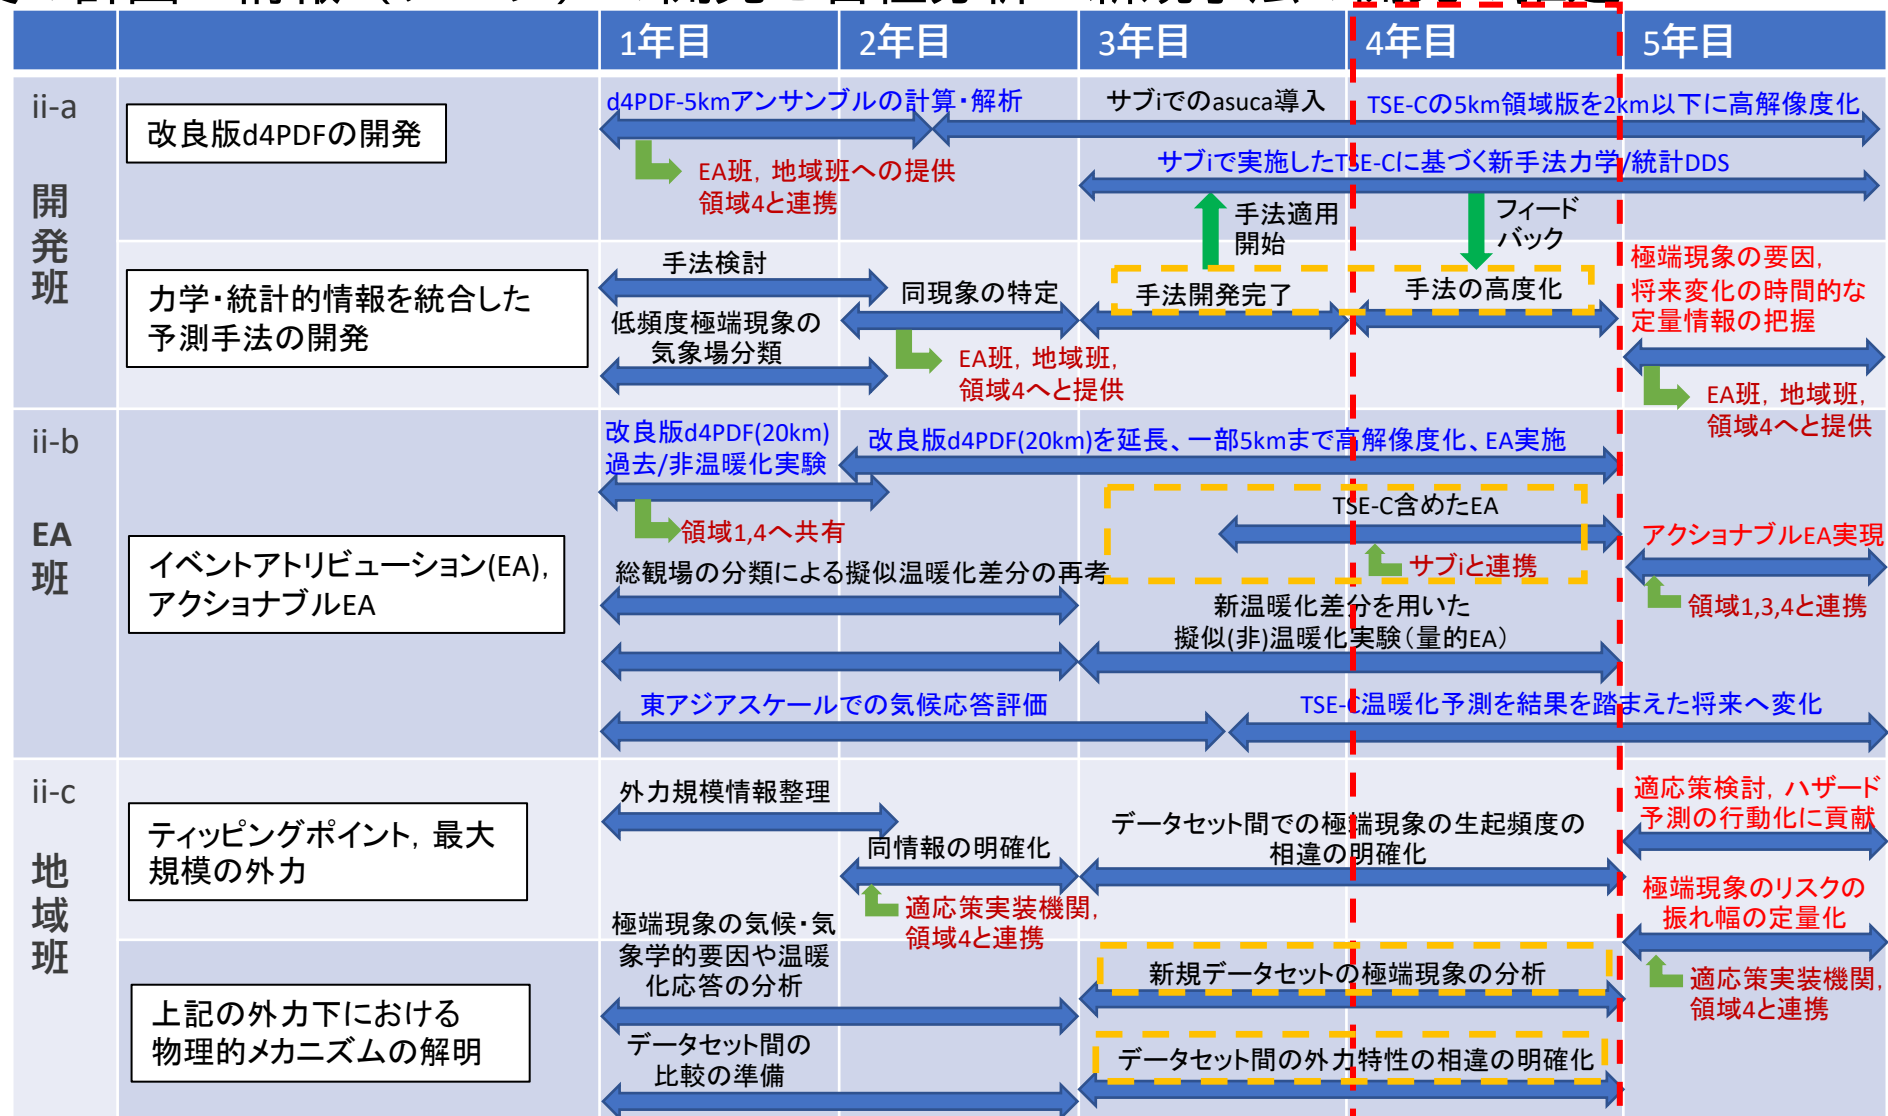 1年目
2年目
3年目
4年目
5年目
ii-a
開
発
班
改良版d4PDFの開発
d4PDF-5kmアンサンブルの計算・解析
サブiでのasuca導入
TSE-Cの5km領域版を2km以下に高解像度化
EA班，地域班への提供
領域4と連携
サブiで実施したTSE-Cに基づく新手法力学/統計DDS
手法適用
開始
フィード
バック
力学・統計的情報を統合した
予測手法の開発
手法検討
低頻度極端現象の
気象場分類
同現象の特定
EA班，地域班，
領域4へと提供
手法開発完了
手法の高度化
極端現象の要因，
将来変化の時間的な
定量情報の把握
EA班，地域班，
領域4へと提供
ii-b
EA
班
イベントアトリビューション(EA),
アクショナブルEA
改良版d4PDF(20km)
過去/非温暖化実験
改良版d4PDF(20km)を延長、一部5kmまで高解像度化、EA実施
領域1,4へ共有
TSE-C含めたEA
サブiと連携
アクショナブルEA実現
領域1,3,4と連携
総観場の分類による擬似温暖化差分の再考
新温暖化差分を用いた
擬似(非)温暖化実験（量的EA）
東アジアスケールでの気候応答評価
TSE-C温暖化予測を結果を踏まえた将来へ変化
ii-c
地
域
班
ティッピングポイント，最大
規模の外力
外力規模情報整理
同情報の明確化
適応策実装機関，
領域4と連携
データセット間での極端現象の生起頻度の
相違の明確化
適応策検討，ハザード
予測の行動化に貢献
極端現象のリスクの
振れ幅の定量化
適応策実装機関，
領域4と連携
上記の外力下における
物理的メカニズムの解明
極端現象の気候・気
象学的要因や温暖
化応答の分析
データセット間の
比較の準備
新規データセットの極端現象の分析
データセット間の外力特性の相違の明確化